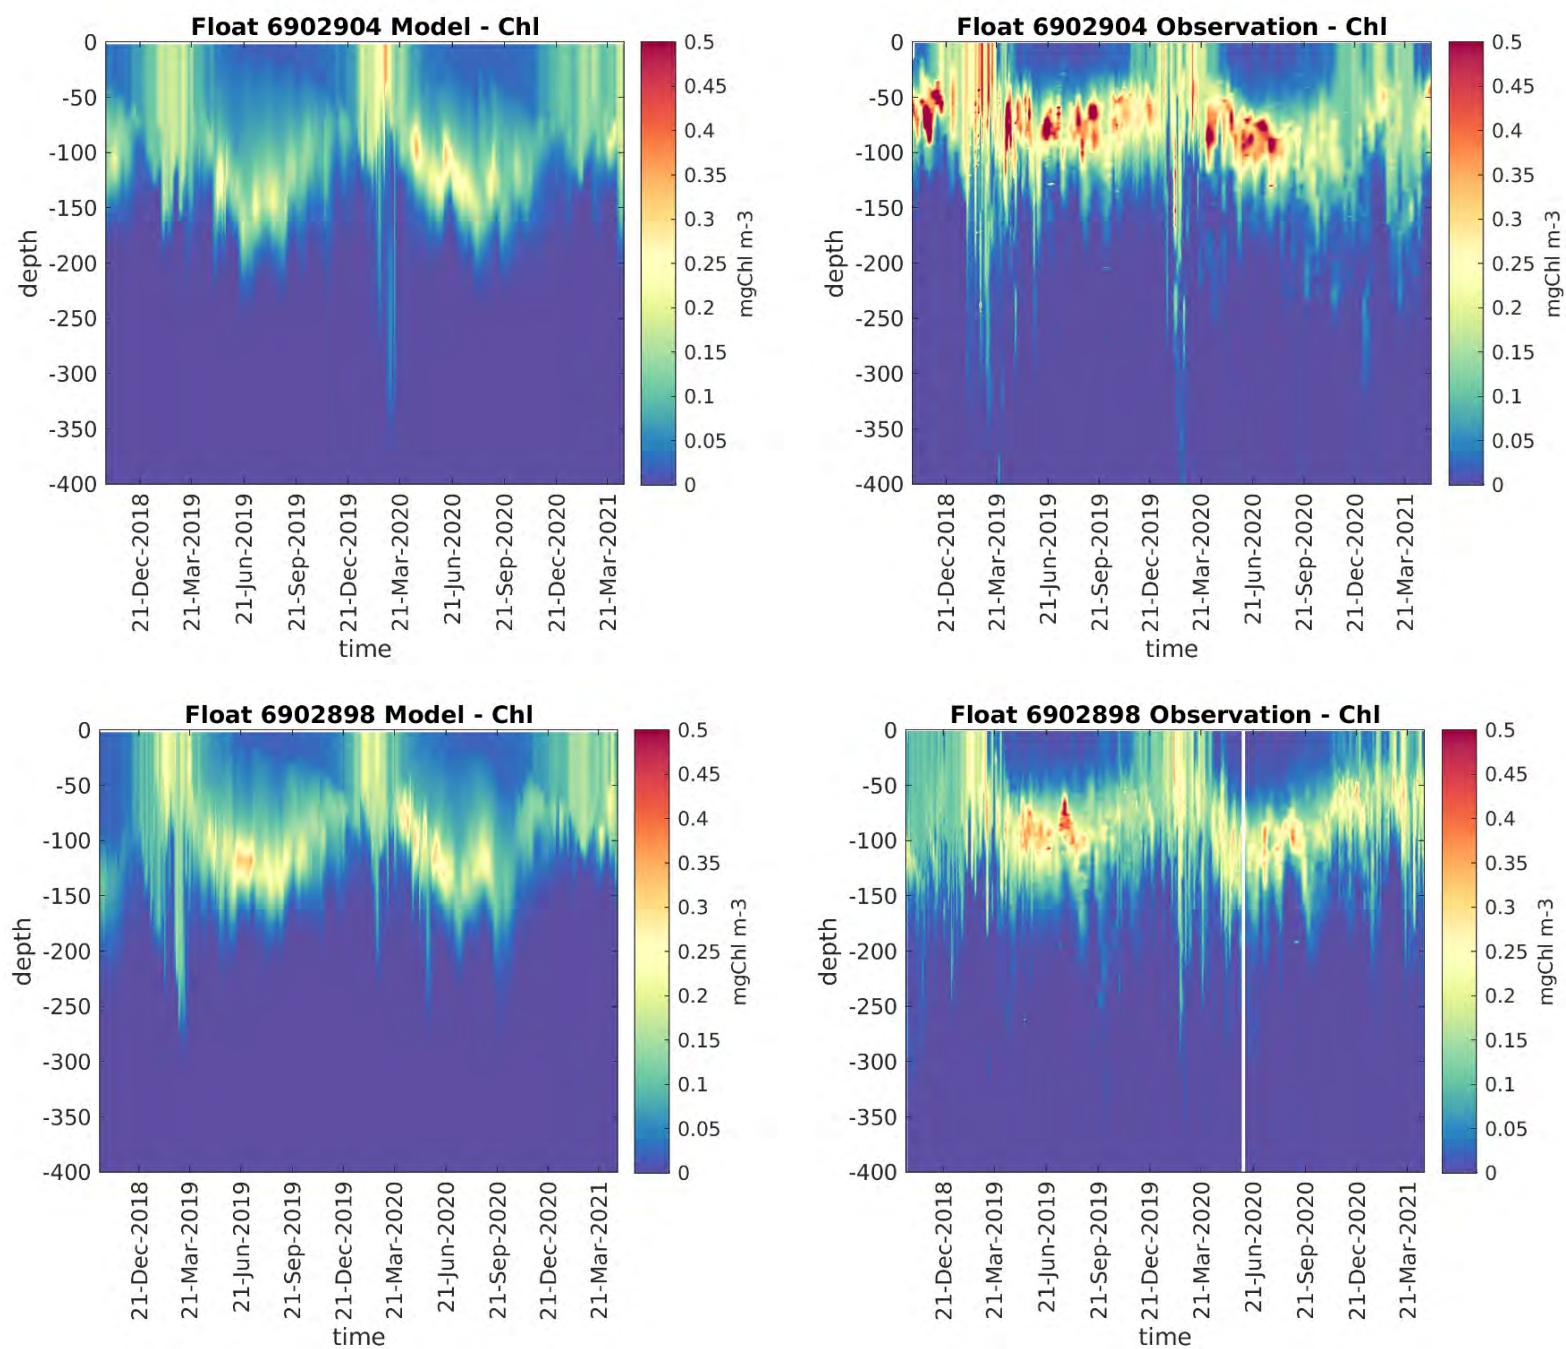 Float 6902904 Model - Chl
0
-50
-100
-150
-200
-250
-300
-350
-400
depth
21-Dec-2018
21-Mar-2019
21-Jun-2019
21-Sep-2019
21-Dec-2019
21-Mar-2020
21-Jun-2020
21-Sep-2020
21-Dec-2020
21-Mar-2021
time
0.5
0.45
0.4
0.35
0.3
0.25
0.2
0.15
0.1
0.05
0
mgChl m-3
Float 6902904 Observation - Chl
0
-50
-100
-150
-200
-250
-300
-350
-400
depth
21-Dec-2018
21-Mar-2019
21-Jun-2019
21-Sep-2019
21-Dec-2019
21-Mar-2020
21-Jun-2020
21-Sep-2020
21-Dec-2020
21-Mar-2021
time
0.5
0.45
0.4
0.35
0.3
0.25
0.2
0.15
0.1
0.05
0
mgChl m-3
Float 6902898 Model - Chl
0
-50
-100
-150
-200
-250
-300
-350
-400
depth
21-Dec-2018
21-Mar-2019
21-Jun-2019
21-Sep-2019
21-Dec-2019
21-Mar-2020
21-Jun-2020
21-Sep-2020
21-Dec-2020
21-Mar-2021
time
0.5
0.45
0.4
0.35
0.3
0.25
0.2
0.15
0.1
0.05
0
mgChl m-3
Float 6902898 Observation - Chl
0
-50
-100
-150
-200
-250
-300
-350
-400
depth
21-Dec-2018
21-Mar-2019
21-Jun-2019
21-Sep-2019
21-Dec-2019
21-Mar-2020
21-Jun-2020
21-Sep-2020
21-Dec-2020
21-Mar-2021
time
0.5
0.45
0.4
0.35
0.3
0.25
0.2
0.15
0.1
0.05
0
mgChl m-3